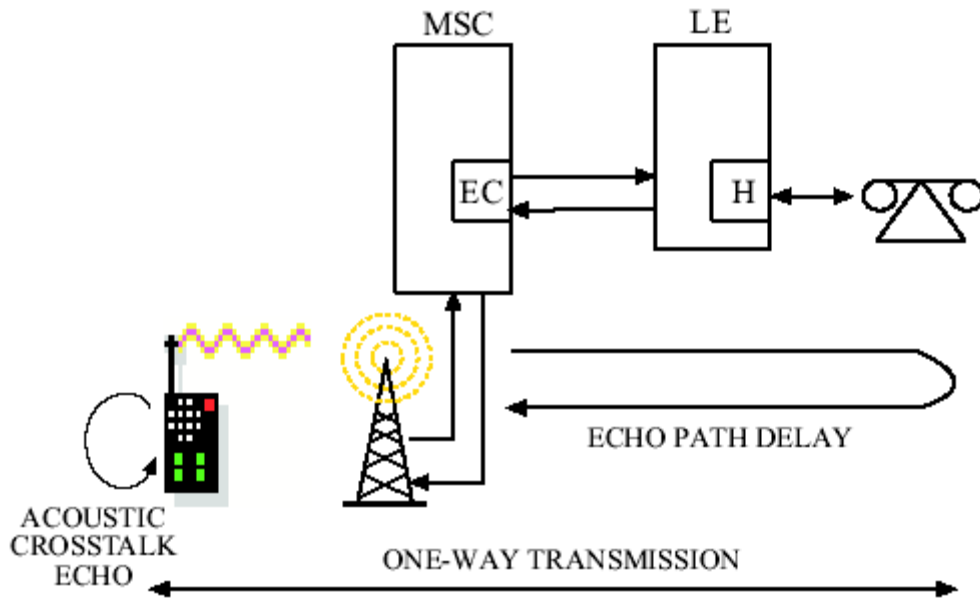 MSC
LE
EC
H
ECHO PATH DELAY
ACOUSTIC
CROSSTALK
ECHO
ONE-WAY TRANSMISSION